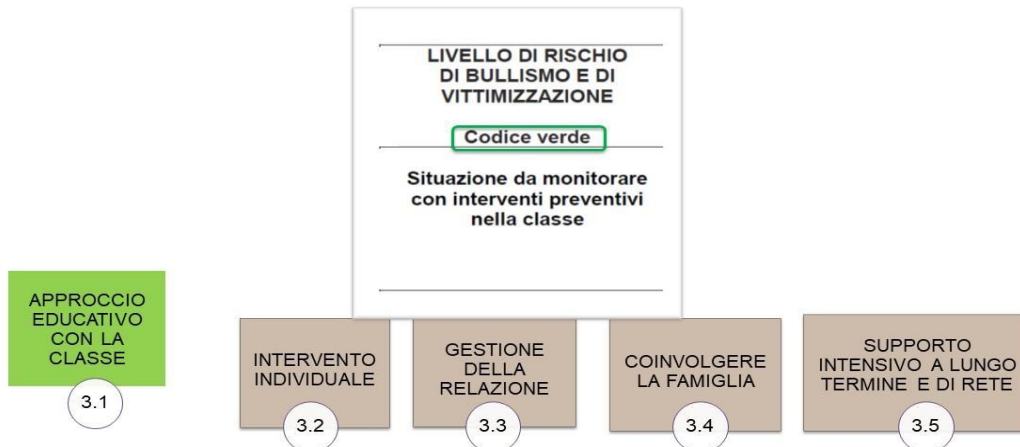 LIVELLO DI RISCHIO
DI BULLISMO E DI
VITTIMIZZAZIONE
Codice verde
Situazione da monitorare
con interventi preventivi
nella classe
APPROCCIO
EDUCATIVO
CON LA
CLASSE
3.1
INTERVENTO
INDIVIDUALE
3.2
GESTIONE
DELLA
RELAZIONE
3.3
COINVOLGERE
LA FAMIGLIA
3.4
SUPPORTO
INTENSIVO A LUNGO
TERMINE E DI RETE
3.5